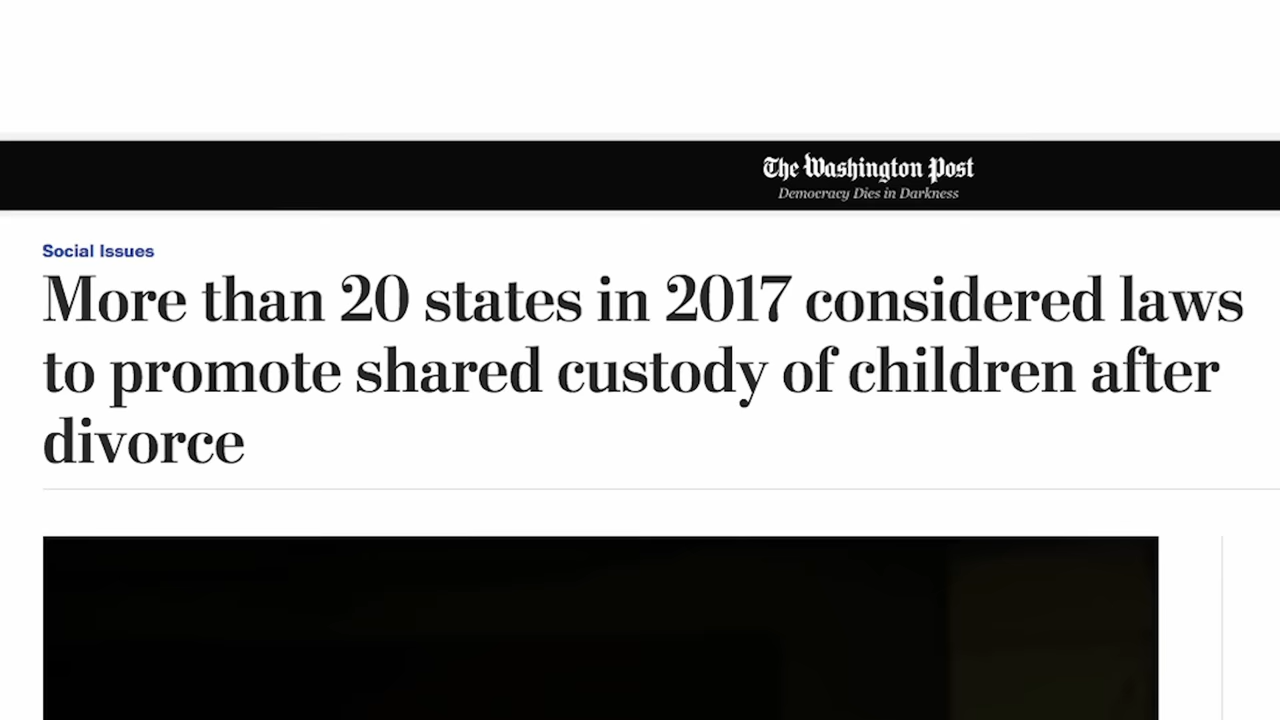 The Washington Post
Democracy Dies in Darkness
Social Issues
More than 20 states in 2017 considered laws
to promote shared custody of children after
divorce